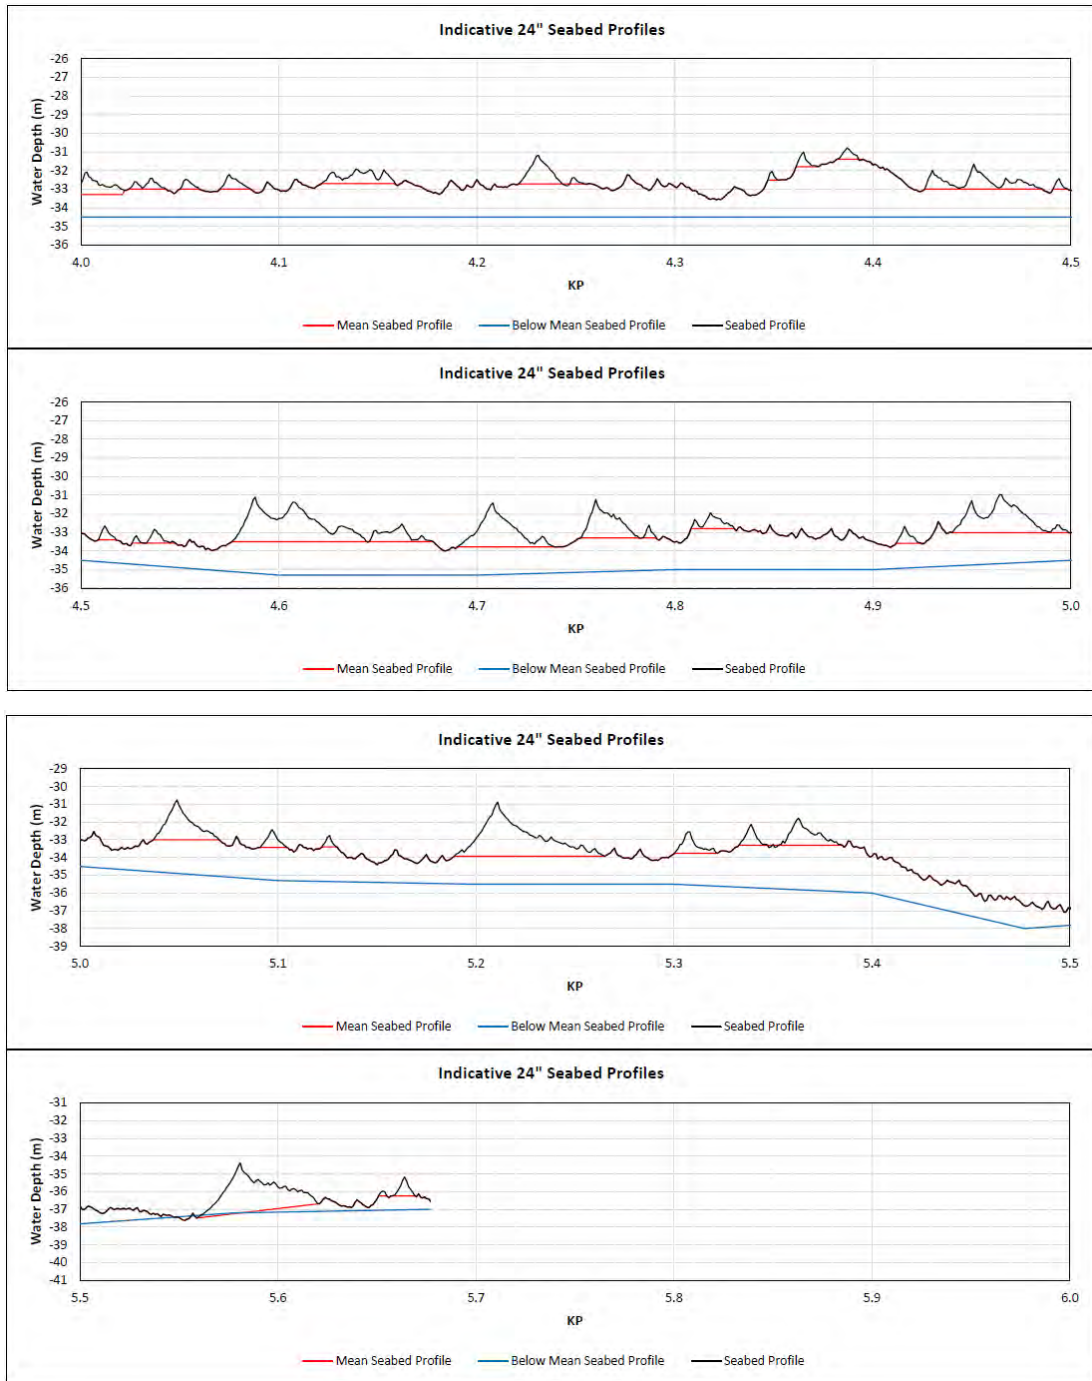 Indicative 24" Seabed Profiles
Water Depth (m)
-26
-27
-28
-29
-30
-31
-32
-33
-34
-35
-36
4.0 4.1 4.2 4.3 4.4 4.5
KP
Mean Seabed Profile Below Mean Seabed Profile Seabed Profile
Indicative 24" Seabed Profiles
Water Depth (m)
-26
-27
-28
-29
-30
-31
-32
-33
-34
-35
-36
4.5 4.6 4.7 4.8 4.9 5.0
KP
Mean Seabed Profile Below Mean Seabed Profile Seabed Profile
Indicative 24" Seabed Profiles
Water Depth (m)
-29
-30
-31
-32
-33
-34
-35
-36
-37
-38
-39
5.0 5.1 5.2 5.3 5.4 5.5
KP
Mean Seabed Profile Below Mean Seabed Profile Seabed Profile
Indicative 24" Seabed Profiles
Water Depth (m)
-31
-32
-33
-34
-35
-36
-37
-38
-39
-40
-41
5.5 5.6 5.7 5.8 5.9 6.0
KP
Mean Seabed Profile Below Mean Seabed Profile Seabed Profile